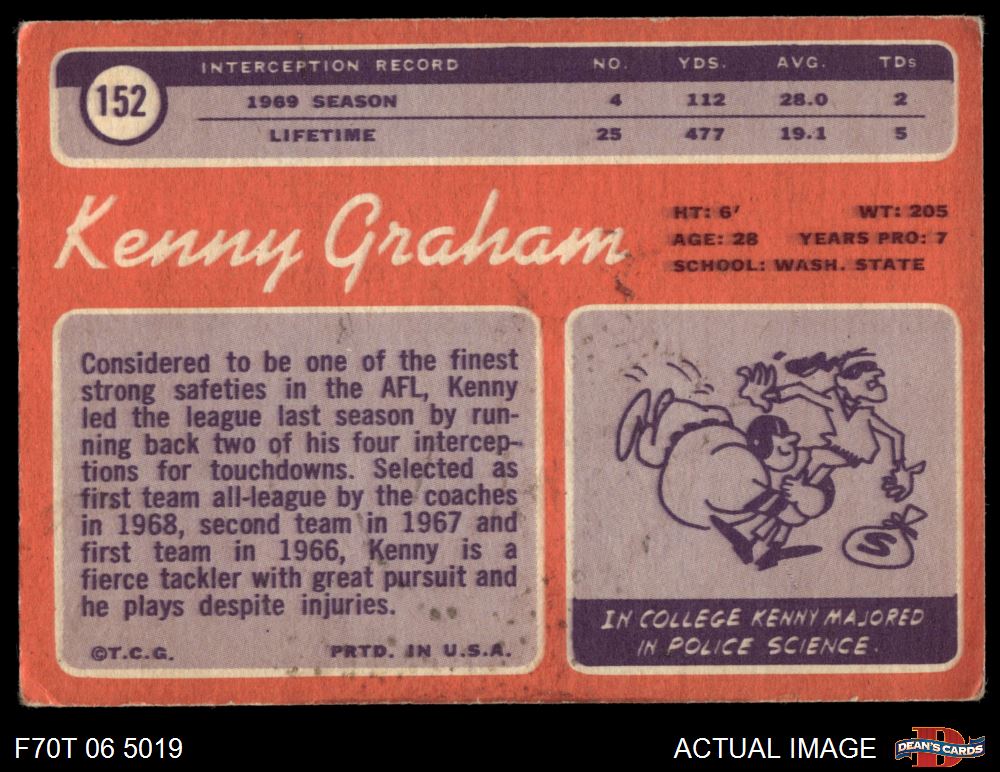 INTERCEPTION RECORD NO. YDS. AVG. TDs
152
1969 SEASON 4 112 28.0 2
LIFETIME 25 477 19.1 5
Kenny Graham
HT: 6' WT: 205
AGE: 28 YEARS PRO: 7
SCHOOL: WASH. STATE
Considered to be one of the finest
strong safeties in the AFL, Kenny
led the league last season by run-
ning back two of his four intercep-
tions for touchdowns. Selected as
first team all-league by the coaches
in 1968, second team in 1967 and
first team in 1966, Kenny is a
fierce tackler with great pursuit and
he plays despite injuries.
©T.C.G. PRTD. IN U.S.A.
S
IN COLLEGE KENNY MAJORED
IN POLICE SCIENCE.
F70T 06 5019
ACTUAL IMAGE
D
DEAN'S CARDS